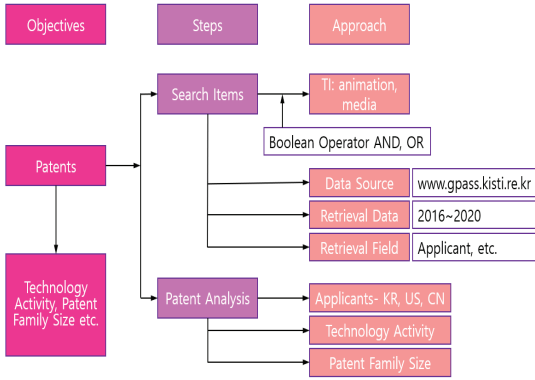 Objectives
Steps
Approach
Search Items
TI: animation,
media
Boolean Operator AND, OR
Patents
Data Source
www.gpass.kisti.re.kr
Retrieval Data
2016~2020
Retrieval Field
Applicant, etc.
Technology
Activity, Patent
Family Size etc.
Patent Analysis
Applicants- KR, US, CN
Technology Activity
Patent Family Size